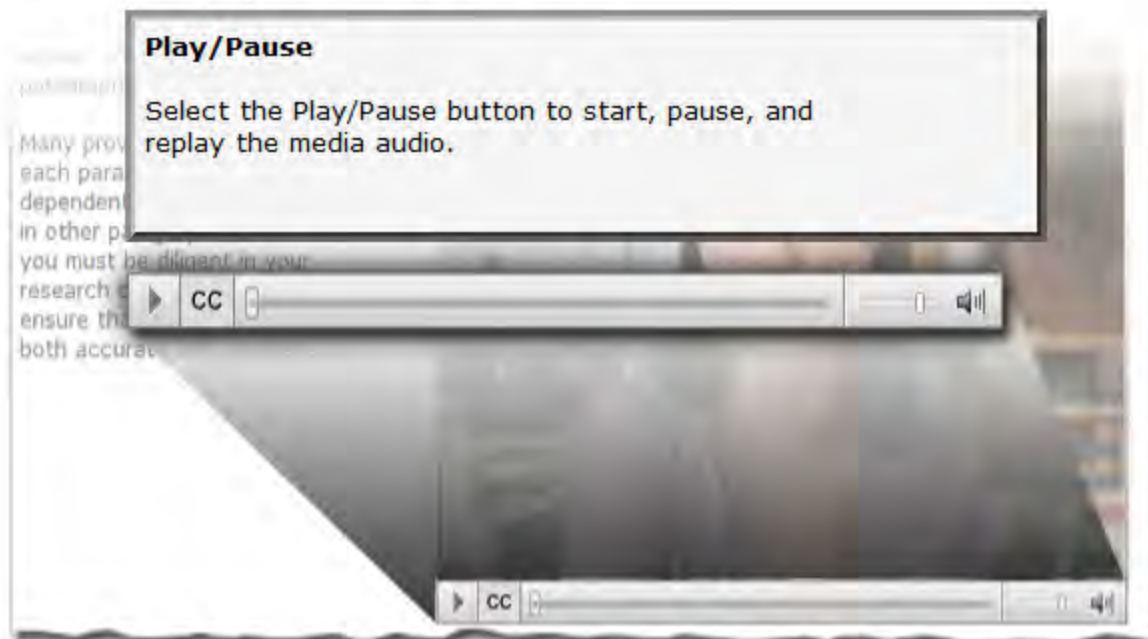 Play/Pause
Select the Play/Pause button to start, pause, and
replay the media audio.
Many prov
each para
dependent
in other pa
you must be diligent in your
research
ensure tha
both accurat
CC
CC